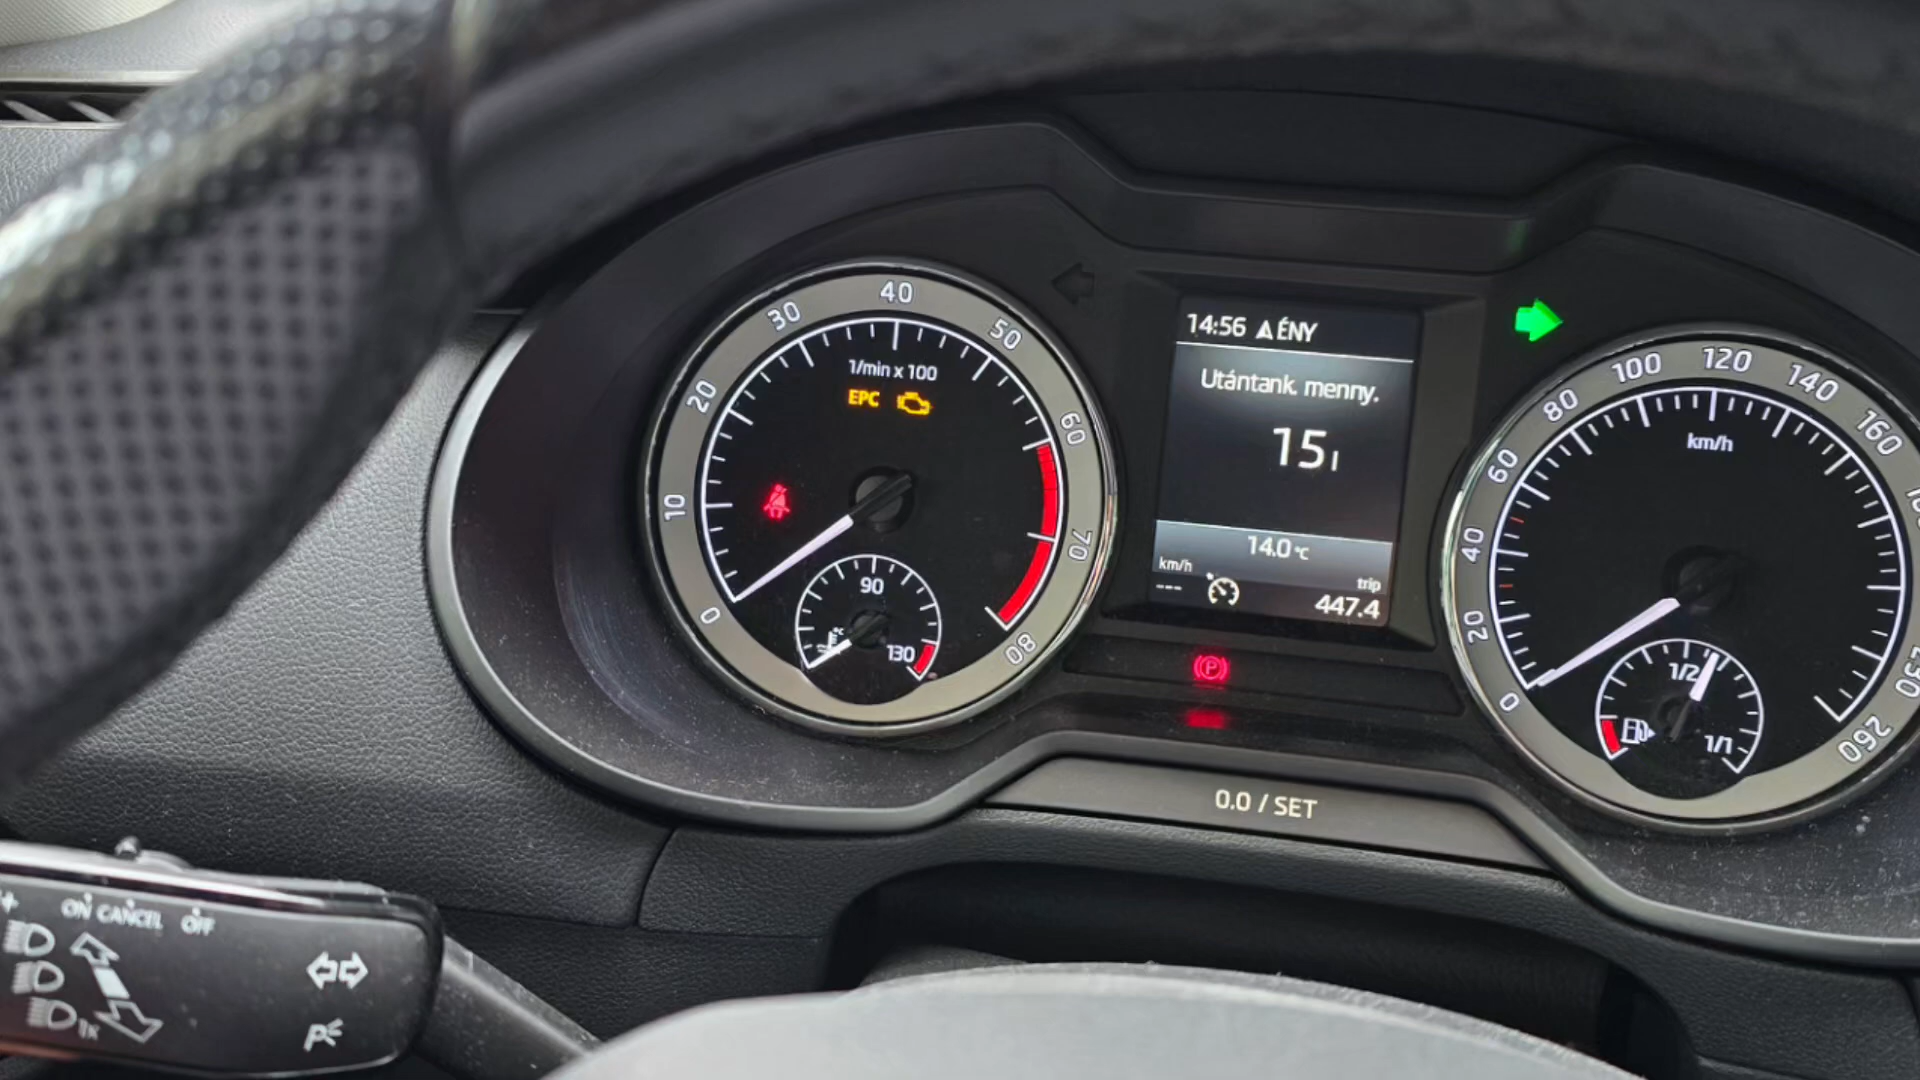 0
10
20
30
40
50
60
70
80
1/min x 100
EPC
90
°C
130
14:56 ÉNY
Utántank. menny.
15 l
14.0 °C
km/h
trip
---
447.4
P
0.0 / SET
0
20
40
60
80
100
120
140
160
260
km/h
1/2
1/1
+
ON CANCEL OFF
1x
P